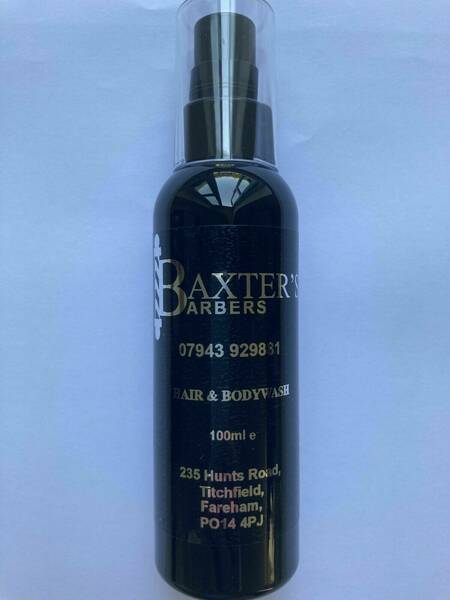 BAXTER'S
BARBERS
07943 929881
HAIR & BODYWASH
100ml e
235 Hunts Road,
Titchfield,
Fareham,
PO14 4PJ